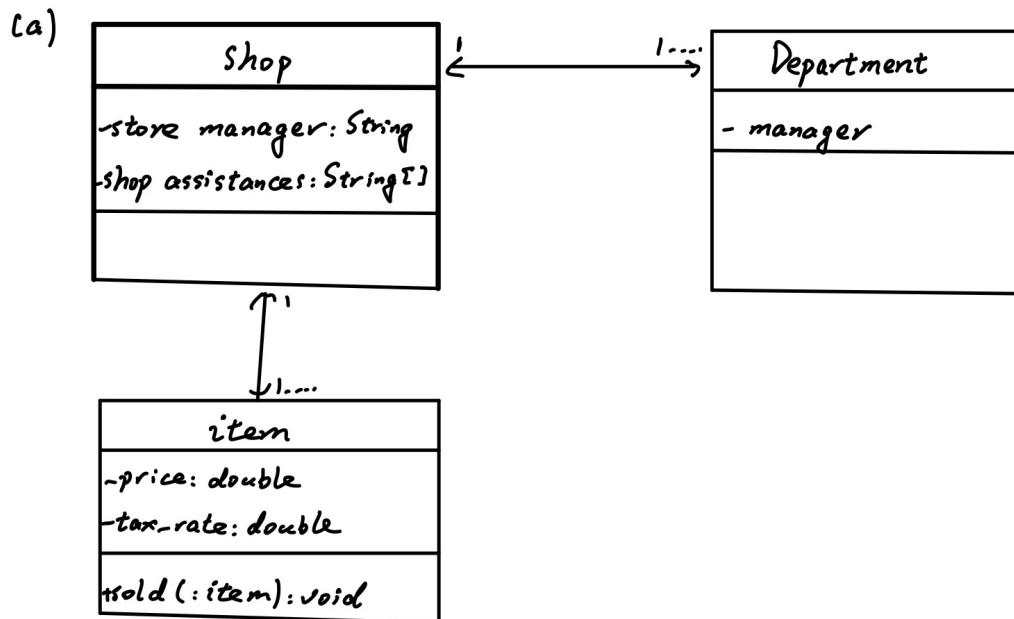 (a)
shop
-store manager: String
-shop assistances: String[]
1
1....
Department
- manager
1
1....
item
-price: double
-tax_rate: double
+sold(:item): void